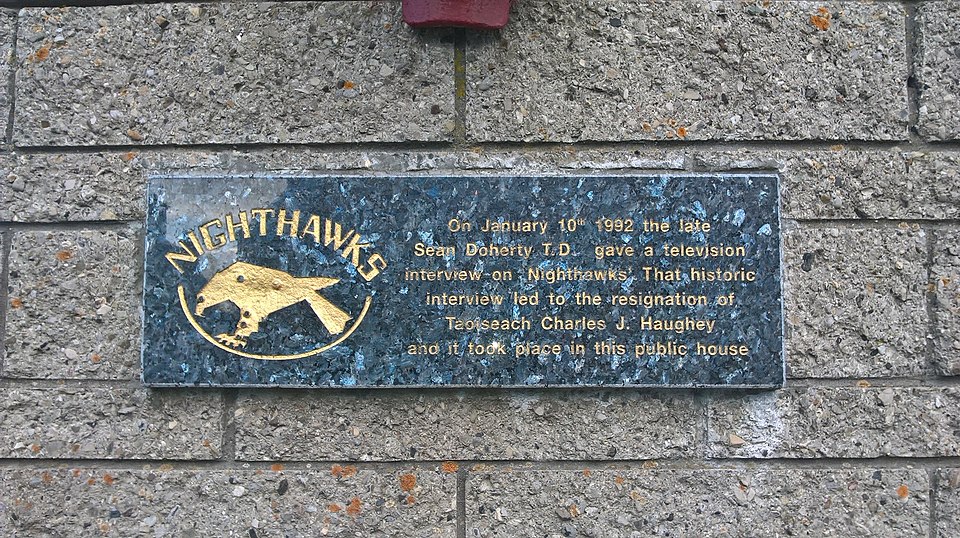 NIGHTHAWKS
On January 10th 1992 the late
Sean Doherty T.D. gave a television
interview on 'Nighthawks'. That historic
interview led to the resignation of
Taoiseach Charles J. Haughey
and it took place in this public house